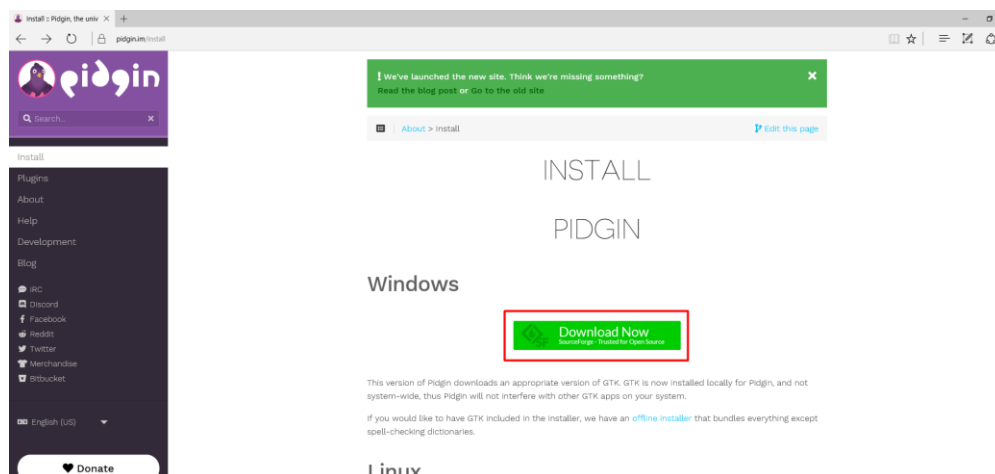 Install :: Pidgin, the univ
pidgin.im/install
pidgin
Search...
Install
Plugins
About
Help
Development
Blog
IRC
Discord
Facebook
Reddit
Twitter
Merchandise
Bitbucket
English (US)
Donate
! We've launched the new site. Think we're missing something?
Read the blog post or Go to the old site
About > Install
Edit this page
INSTALL
PIDGIN
Windows
Download Now
SourceForge - Trusted for Open Source
This version of Pidgin downloads an appropriate version of GTK. GTK is now installed locally for Pidgin, and not
system-wide, thus Pidgin will not interfere with other GTK apps on your system.
If you would like to have GTK included in the installer, we have an offline installer that bundles everything except
spell-checking dictionaries.
Linux